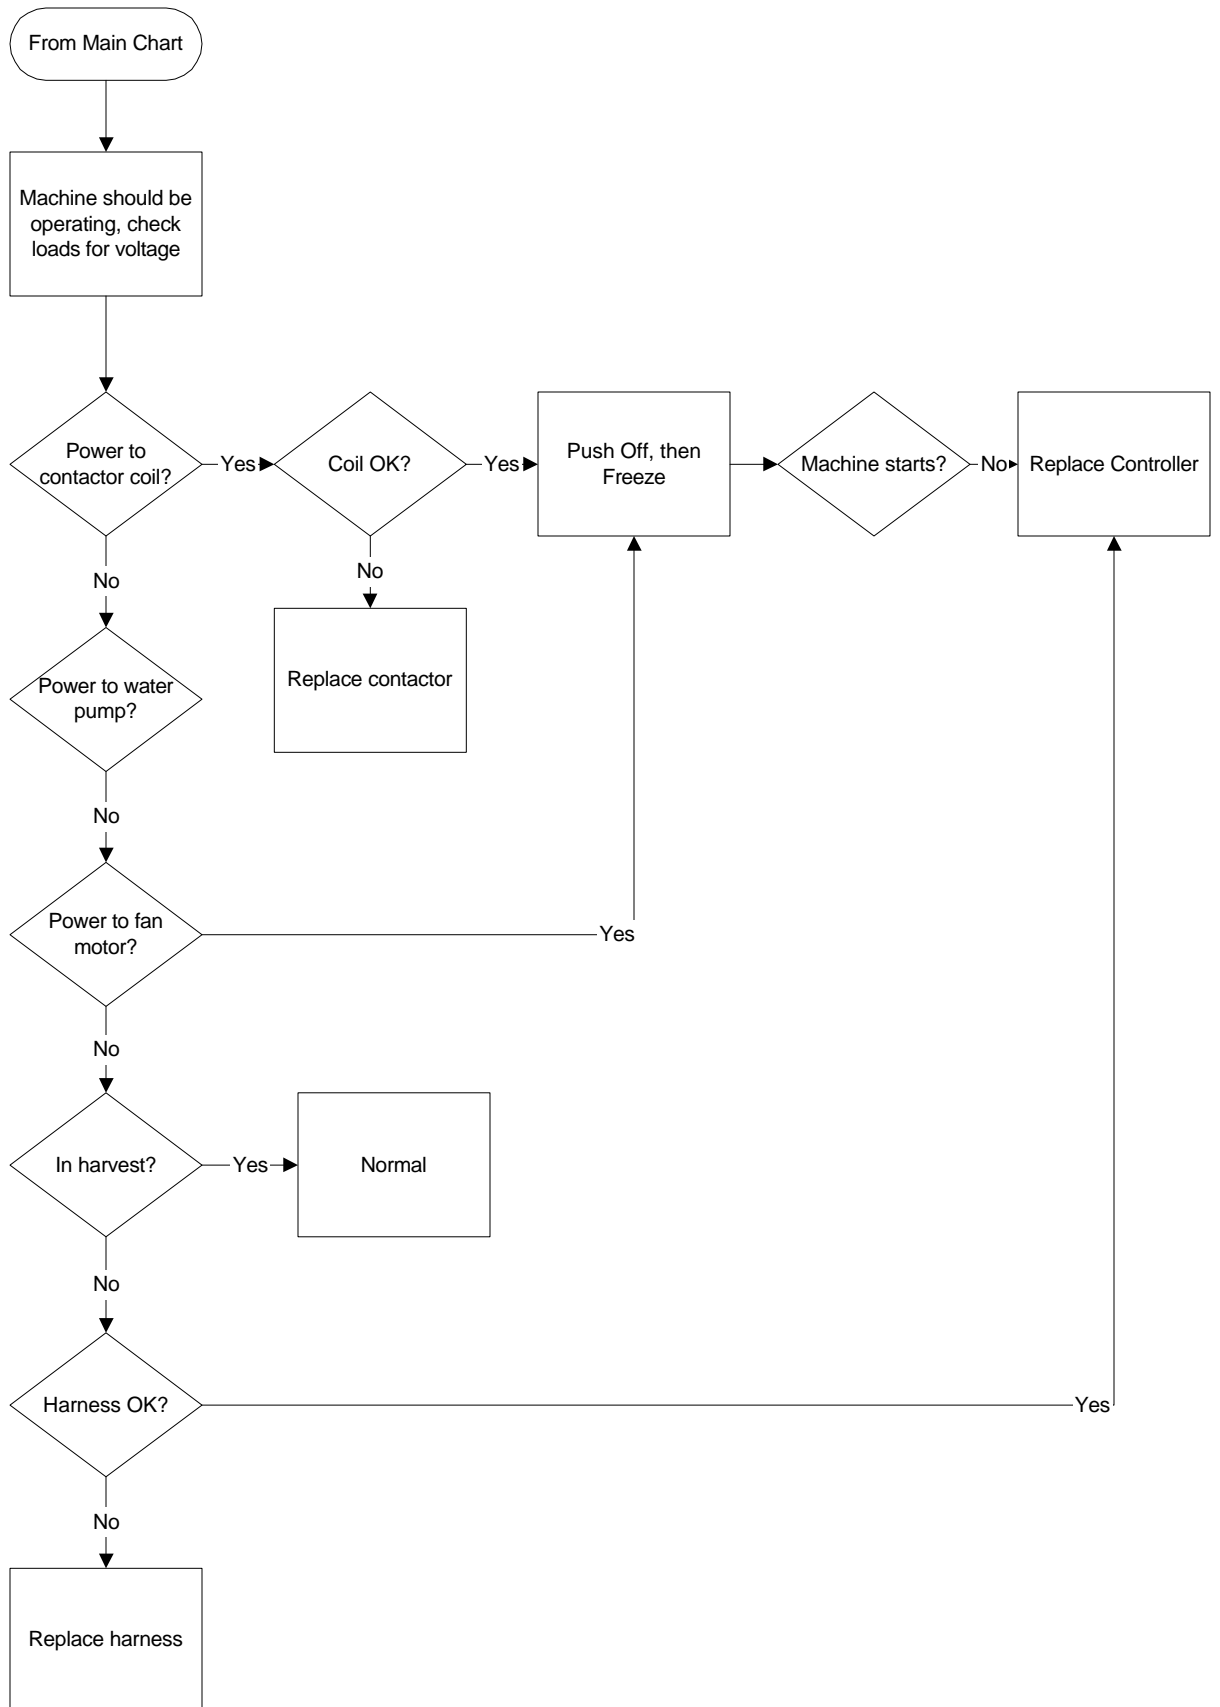 From Main Chart
Machine should be
operating, check
loads for voltage
Power to
contactor coil?
Yes
Coil OK?
Yes
Push Off, then
Freeze
Machine starts?
No
Replace Controller
No
No
Replace contactor
Power to water
pump?
No
Power to fan
motor?
Yes
No
In harvest?
Yes
Normal
No
Harness OK?
Yes
No
Replace harness